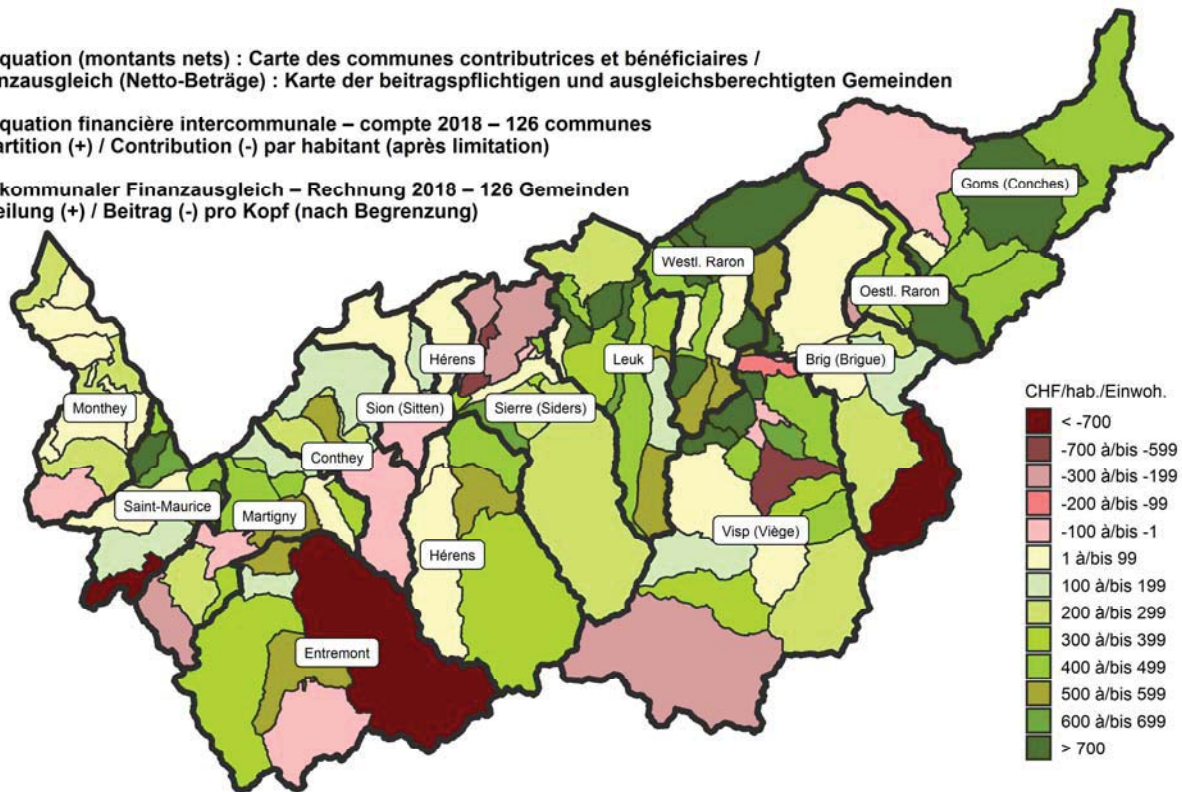 quation (montants nets) : Carte des communes contributrices et bénéficiaires /
nzausgleich (Netto-Beträge) : Karte der beitragspflichtigen und ausgleichsberechtigten Gemeinden
quation financière intercommunale – compte 2018 – 126 communes
artition (+) / Contribution (-) par habitant (après limitation)
kommunaler Finanzausgleich – Rechnung 2018 – 126 Gemeinden
eilung (+) / Beitrag (-) pro Kopf (nach Begrenzung)
Goms (Conches)
Westl. Raron
Oestl. Raron
Hérens
Leuk
Brig (Brigue)
Monthey
Sion (Sitten)
Sierre (Siders)
Conthey
Saint-Maurice
Martigny
Visp (Viège)
Hérens
Entremont
CHF/hab./Einwoh.
< -700
-700 à/bis -599
-300 à/bis -199
-200 à/bis -99
-100 à/bis -1
1 à/bis 99
100 à/bis 199
200 à/bis 299
300 à/bis 399
400 à/bis 499
500 à/bis 599
600 à/bis 699
> 700